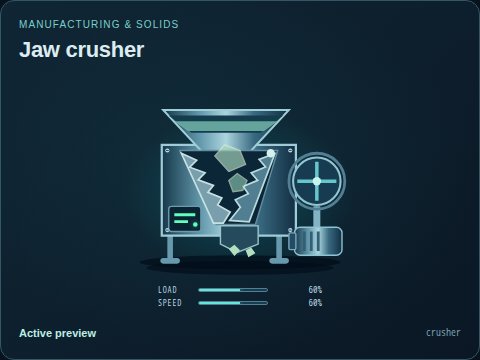 MANUFACTURING & SOLIDS
Jaw crusher
LOAD 60%
SPEED 60%
Active preview
crusher